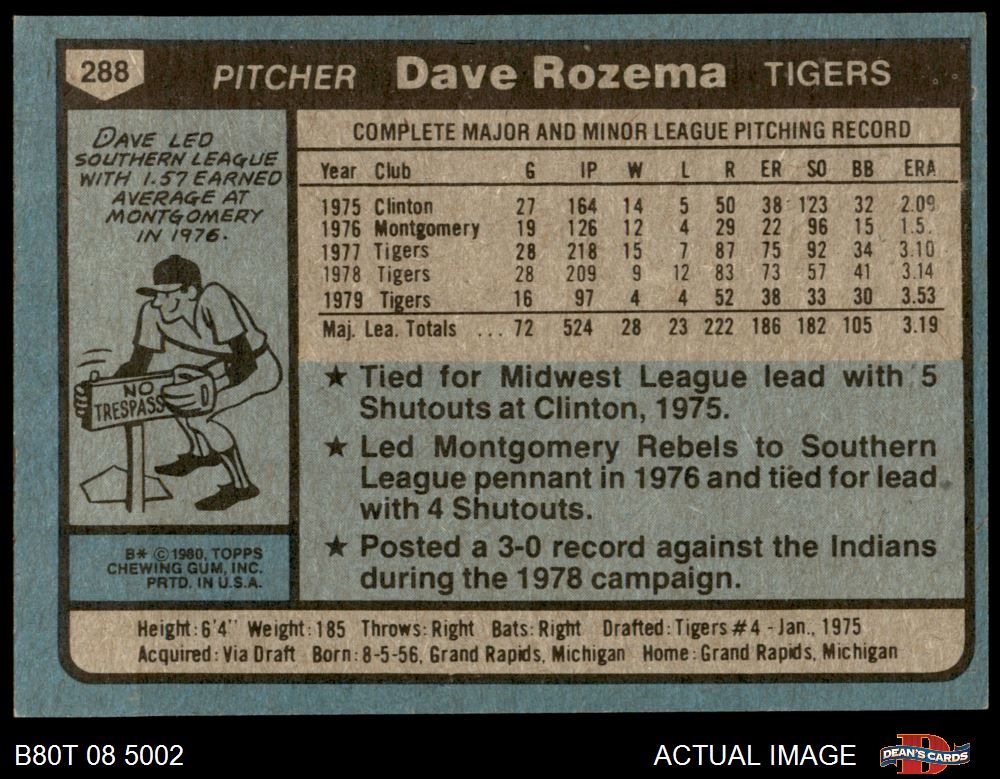 288 PITCHER Dave Rozema TIGERS
DAVE LED
SOUTHERN LEAGUE
WITH 1.57 EARNED
AVERAGE AT
MONTGOMERY
IN 1976.
NO
TRESPASS
B* © 1980, TOPPS
CHEWING GUM, INC.
PRTD. IN U.S.A.
COMPLETE MAJOR AND MINOR LEAGUE PITCHING RECORD
Year Club G IP W L R ER SO BB ERA
1975 Clinton 27 164 14 5 50 38 123 32 2.09
1976 Montgomery 19 126 12 4 29 22 96 15 1.5.
1977 Tigers 28 218 15 7 87 75 92 34 3.10
1978 Tigers 28 209 9 12 83 73 57 41 3.14
1979 Tigers 16 97 4 4 52 38 33 30 3.53
Maj. Lea. Totals ... 72 524 28 23 222 186 182 105 3.19
★ Tied for Midwest League lead with 5
Shutouts at Clinton, 1975.
★ Led Montgomery Rebels to Southern
League pennant in 1976 and tied for lead
with 4 Shutouts.
★ Posted a 3-0 record against the Indians
during the 1978 campaign.
Height: 6'4'' Weight: 185 Throws: Right Bats: Right Drafted: Tigers #4 - Jan., 1975
Acquired: Via Draft Born: 8-5-56, Grand Rapids, Michigan Home: Grand Rapids, Michigan
B80T 08 5002 ACTUAL IMAGE DEAN'S CARDS